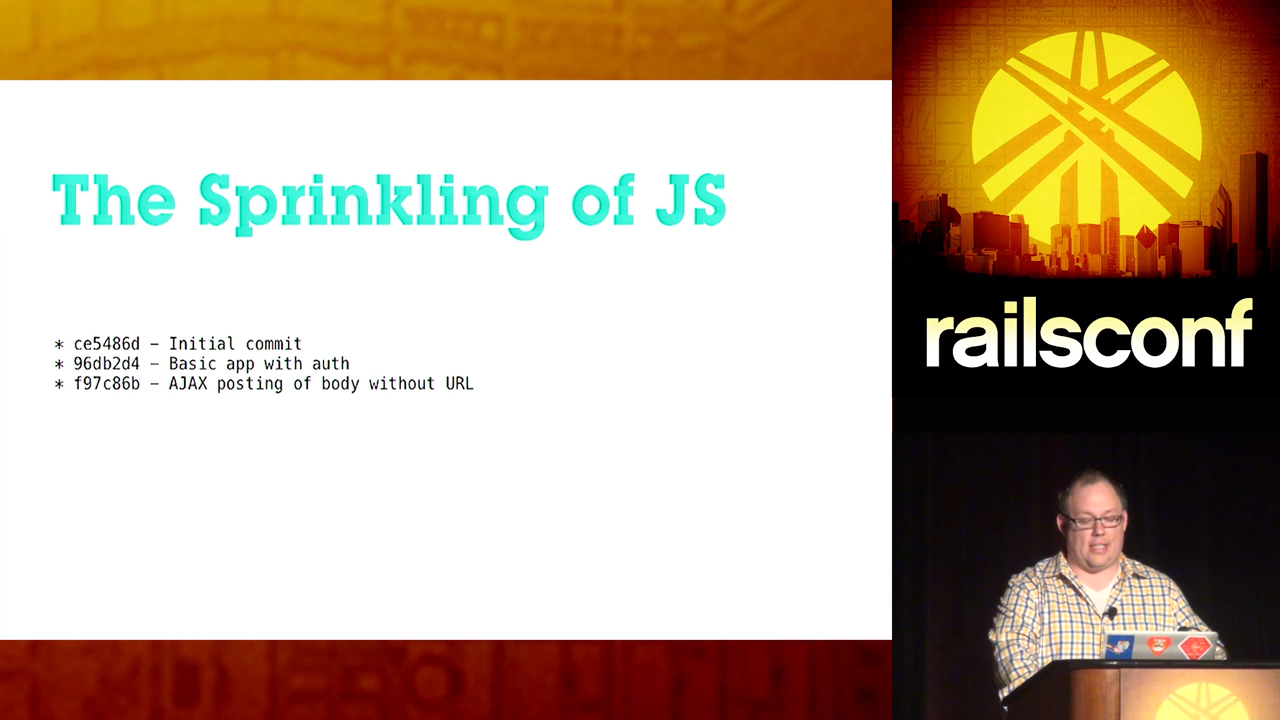 The Sprinkling of JS
* ce5486d – Initial commit
* 96db2d4 – Basic app with auth
* f97c86b – AJAX posting of body without URL
railsconf